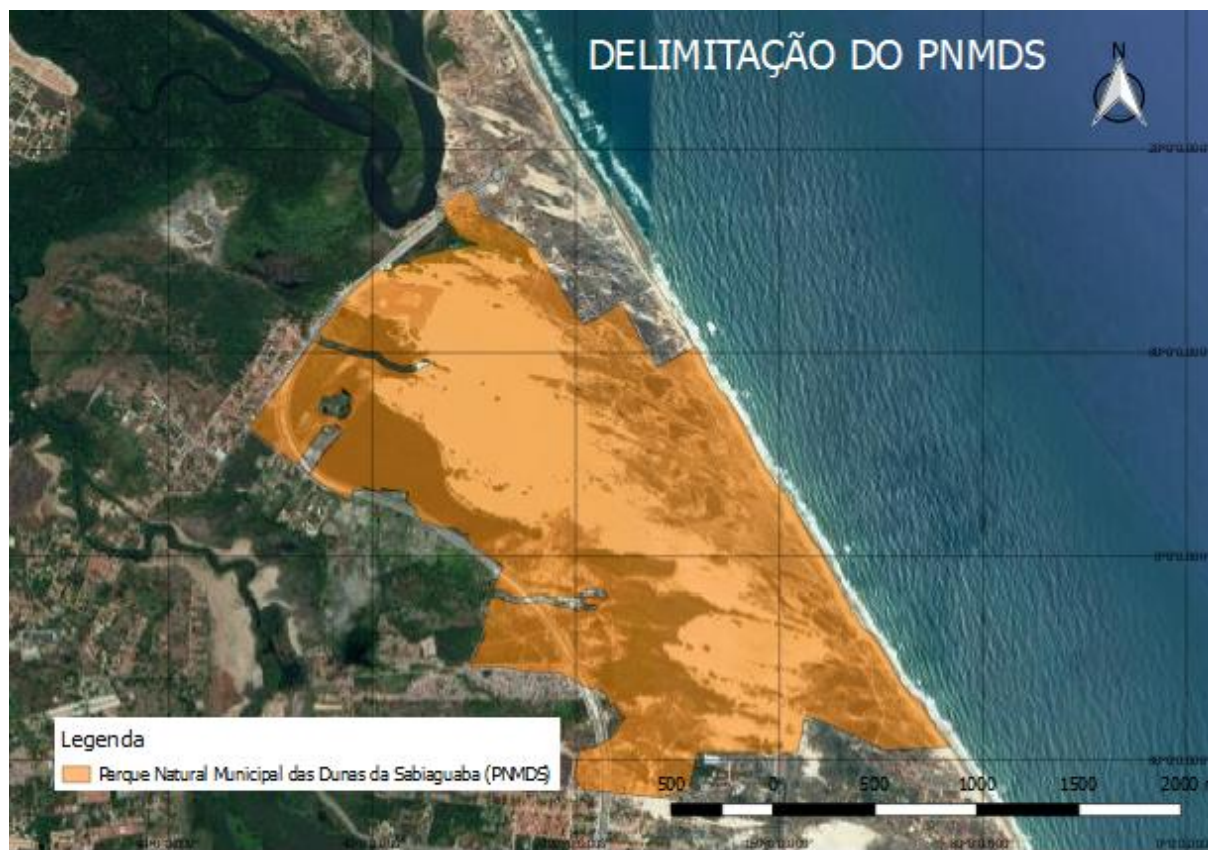 DELIMITAÇÃO DO PNMDS
N
Legenda
Parque Natural Municipal das Dunas da Sabiaguaba (PNMDS)
500 0 500 1000 1500 2000